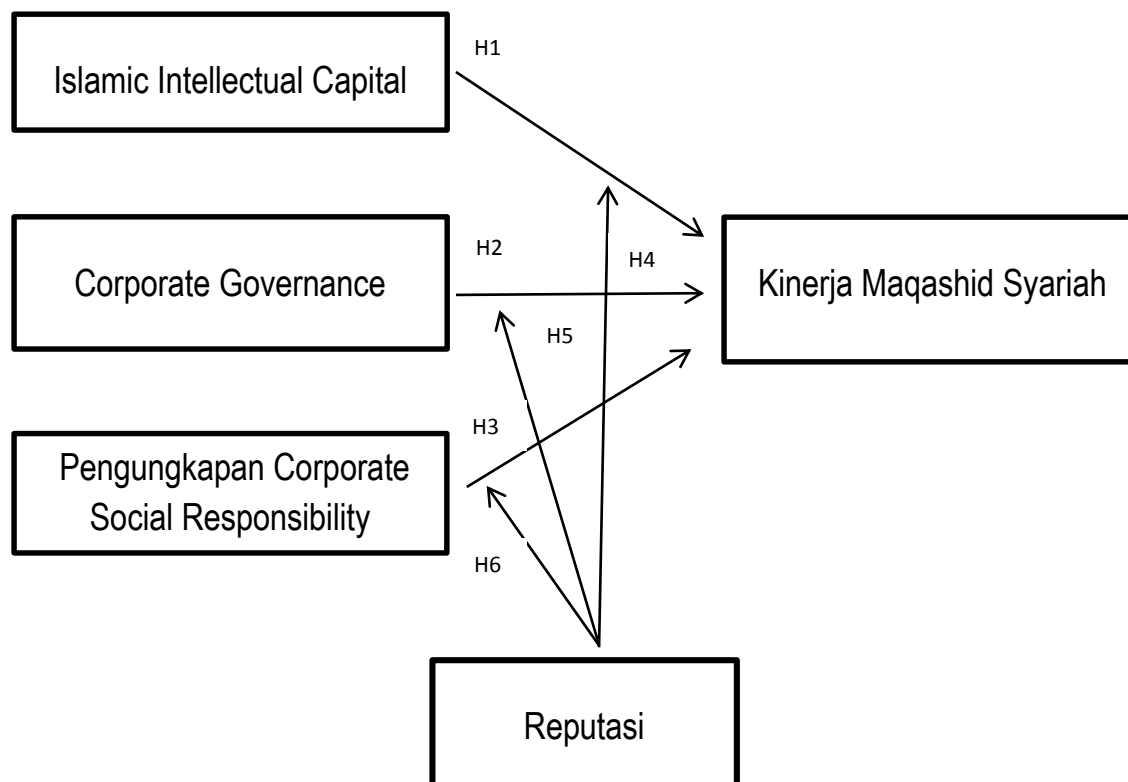 H1
Islamic Intellectual Capital
H2
H4
Corporate Governance
Kinerja Maqashid Syariah
H5
H3
Pengungkapan Corporate
Social Responsibility
H6
Reputasi